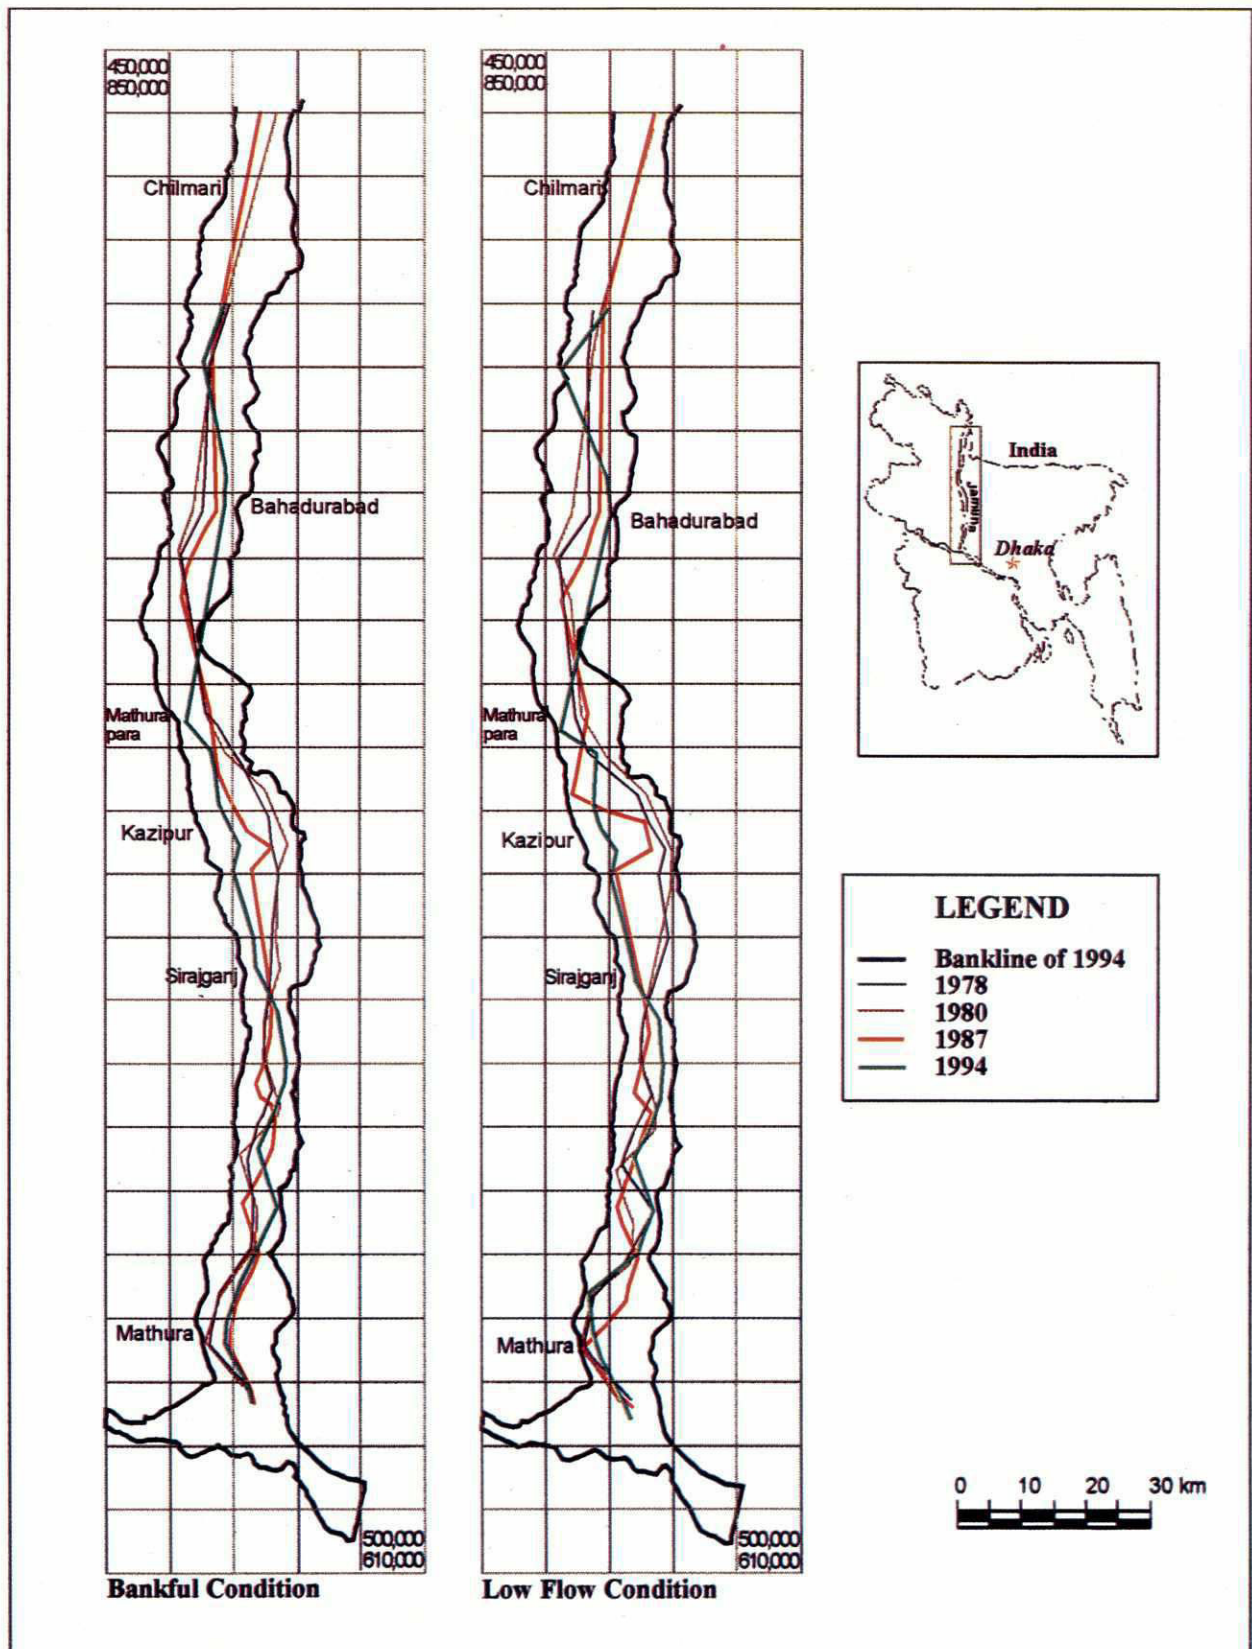 450,000
850,000
Chilmari
Bahadurabad
Mathura
para
Kazipur
Sirajganj
Mathura
500,000
610,000
Bankful Condition
450,000
850,000
Chilmari
Bahadurabad
Mathura
para
Kazipur
Sirajganj
Mathura
500,000
610,000
Low Flow Condition
India
Jamuna
Dhaka
LEGEND
Bankline of 1994
1978
1980
1987
1994
0 10 20 30 km